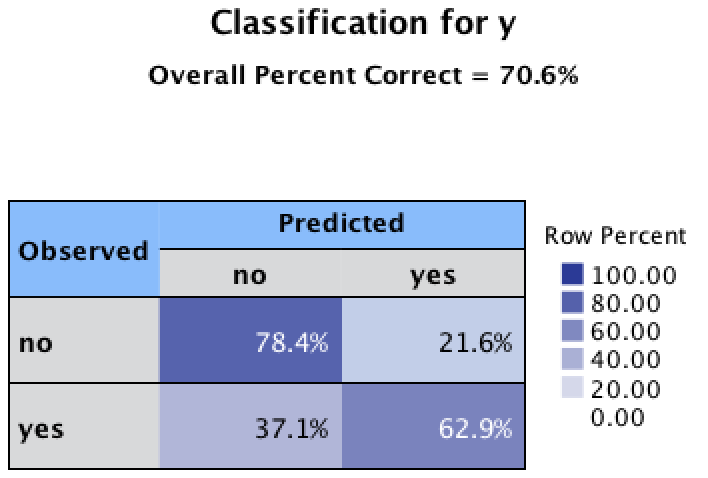 Classification for y
Overall Percent Correct = 70.6%
Observed
Predicted
no yes
no 78.4% 21.6%
yes 37.1% 62.9%
Row Percent
100.00
80.00
60.00
40.00
20.00
0.00